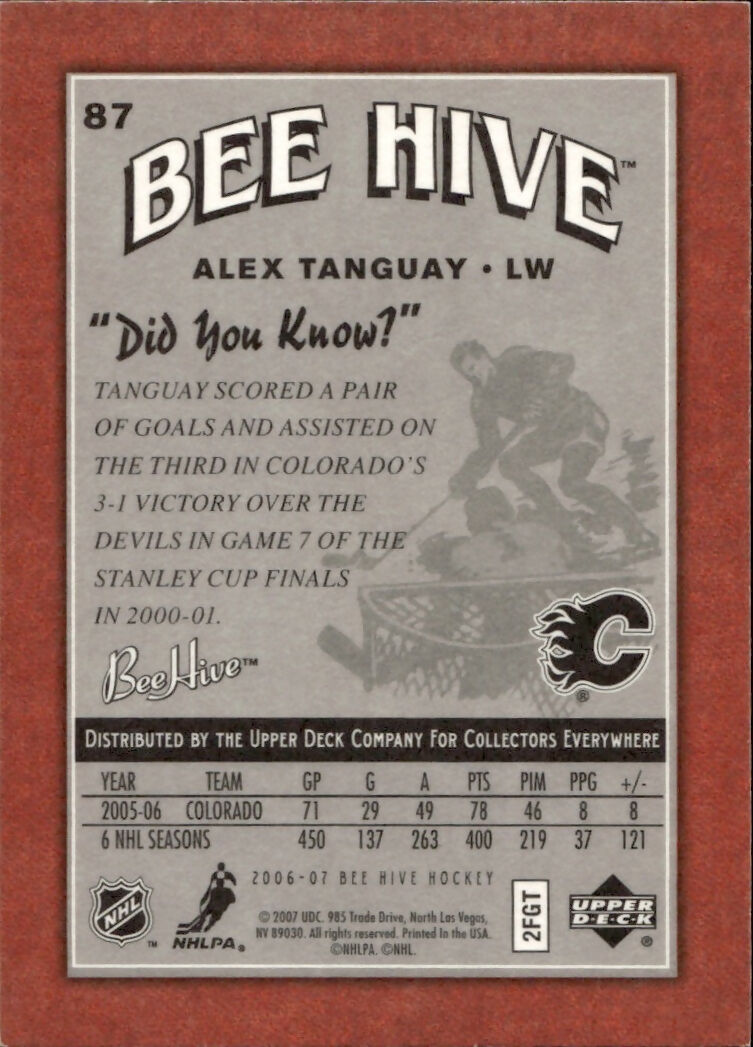 87
BEE HIVE™
ALEX TANGUAY • LW
"Did You Know?"
TANGUAY SCORED A PAIR
OF GOALS AND ASSISTED ON
THE THIRD IN COLORADO'S
3-1 VICTORY OVER THE
DEVILS IN GAME 7 OF THE
STANLEY CUP FINALS
IN 2000-01.
BeeHive™
C ®
DISTRIBUTED BY THE UPPER DECK COMPANY FOR COLLECTORS EVERYWHERE
YEAR TEAM GP G A PTS PIM PPG +/-
2005-06 COLORADO 71 29 49 78 46 8 8
6 NHL SEASONS 450 137 263 400 219 37 121
2006-07 BEE HIVE HOCKEY
NHL ™
NHLPA®
© 2007 UDC. 985 Trade Drive, North Las Vegas,
NV 89030. All rights reserved. Printed in the USA.
©NHLPA. ©NHL.
2FGT
UPPER
D•E•C•K ®